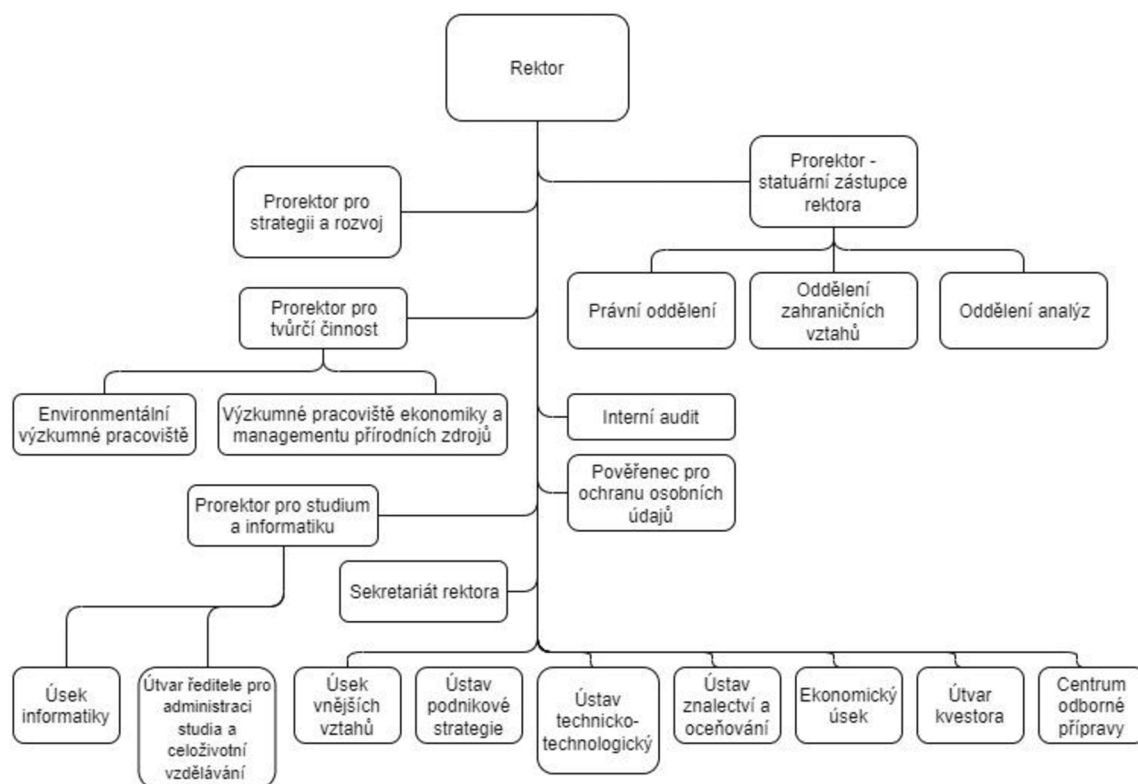 Rektor
Prorektor -
statuární zástupce
rektora
Prorektor pro
strategii a rozvoj
Právní oddělení
Oddělení
zahraničních
vztahů
Oddělení analýz
Prorektor pro
tvůrčí činnost
Environmentální
výzkumné pracoviště
Výzkumné pracoviště ekonomiky a
managementu přírodních zdrojů
Interní audit
Pověřenec pro
ochranu osobních
údajů
Prorektor pro studium
a informatiku
Sekretariát rektora
Úsek
informatiky
Útvar ředitele pro
administraci
studia a
celoživotní
vzdělávání
Úsek
vnějších
vztahů
Ústav
podnikové
strategie
Ústav
technicko-
technologický
Ústav
znalectví a
oceňování
Ekonomický
úsek
Útvar
kvestora
Centrum
odborné
přípravy